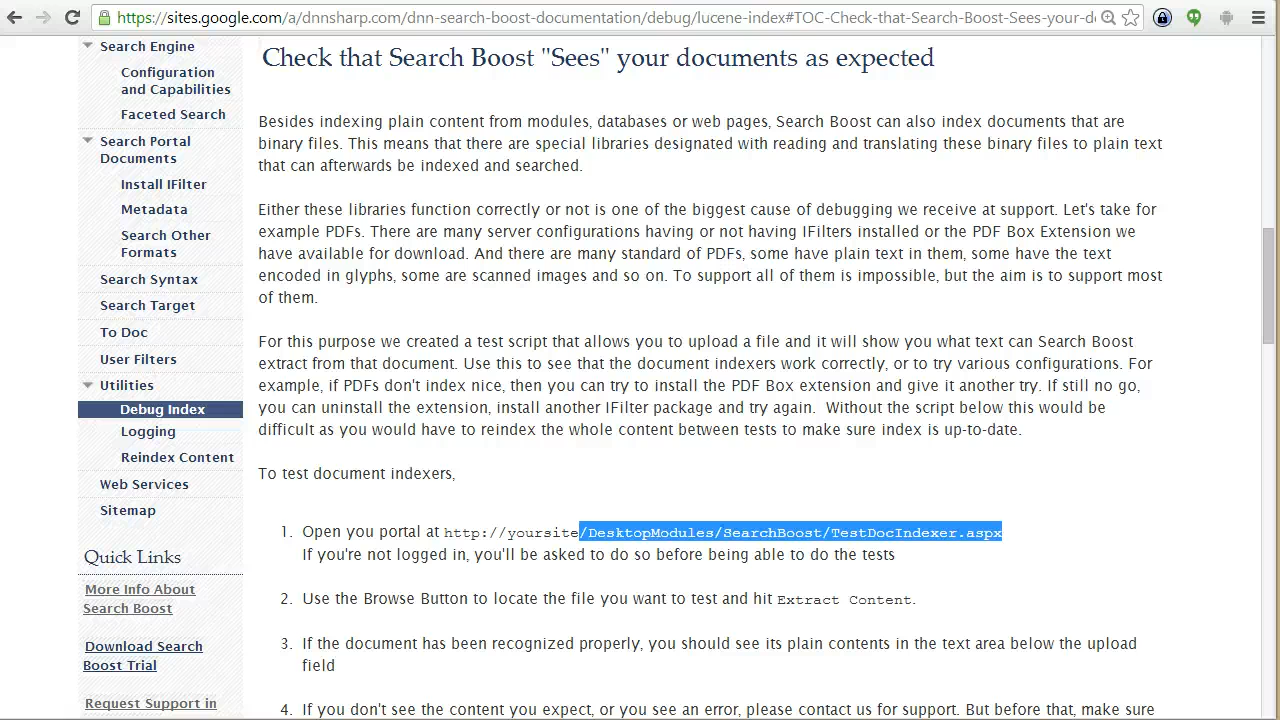 https://sites.google.com/a/dnnsharp.com/dnn-search-boost-documentation/debug/lucene-index#TOC-Check-that-Search-Boost-Sees-your-d
Search Engine
Configuration
and Capabilities
Faceted Search
Search Portal
Documents
Install IFilter
Metadata
Search Other
Formats
Search Syntax
Search Target
To Doc
User Filters
Utilities
Debug Index
Logging
Reindex Content
Web Services
Sitemap
Quick Links
More Info About
Search Boost
Download Search
Boost Trial
Request Support in
Check that Search Boost "Sees" your documents as expected
Besides indexing plain content from modules, databases or web pages, Search Boost can also index documents that are
binary files. This means that there are special libraries designated with reading and translating these binary files to plain text
that can afterwards be indexed and searched.
Either these libraries function correctly or not is one of the biggest cause of debugging we receive at support. Let's take for
example PDFs. There are many server configurations having or not having IFilters installed or the PDF Box Extension we
have available for download. And there are many standard of PDFs, some have plain text in them, some have the text
encoded in glyphs, some are scanned images and so on. To support all of them is impossible, but the aim is to support most
of them.
For this purpose we created a test script that allows you to upload a file and it will show you what text can Search Boost
extract from that document. Use this to see that the document indexers work correctly, or to try various configurations. For
example, if PDFs don't index nice, then you can try to install the PDF Box extension and give it another try. If still no go,
you can uninstall the extension, install another IFilter package and try again.  Without the script below this would be
difficult as you would have to reindex the whole content between tests to make sure index is up-to-date.
To test document indexers,
1. Open you portal at http://yoursite/DesktopModules/SearchBoost/TestDocIndexer.aspx
If you're not logged in, you'll be asked to do so before being able to do the tests
2. Use the Browse Button to locate the file you want to test and hit Extract Content.
3. If the document has been recognized properly, you should see its plain contents in the text area below the upload
field
4. If you don't see the content you expect, or you see an error, please contact us for support. But before that, make sure